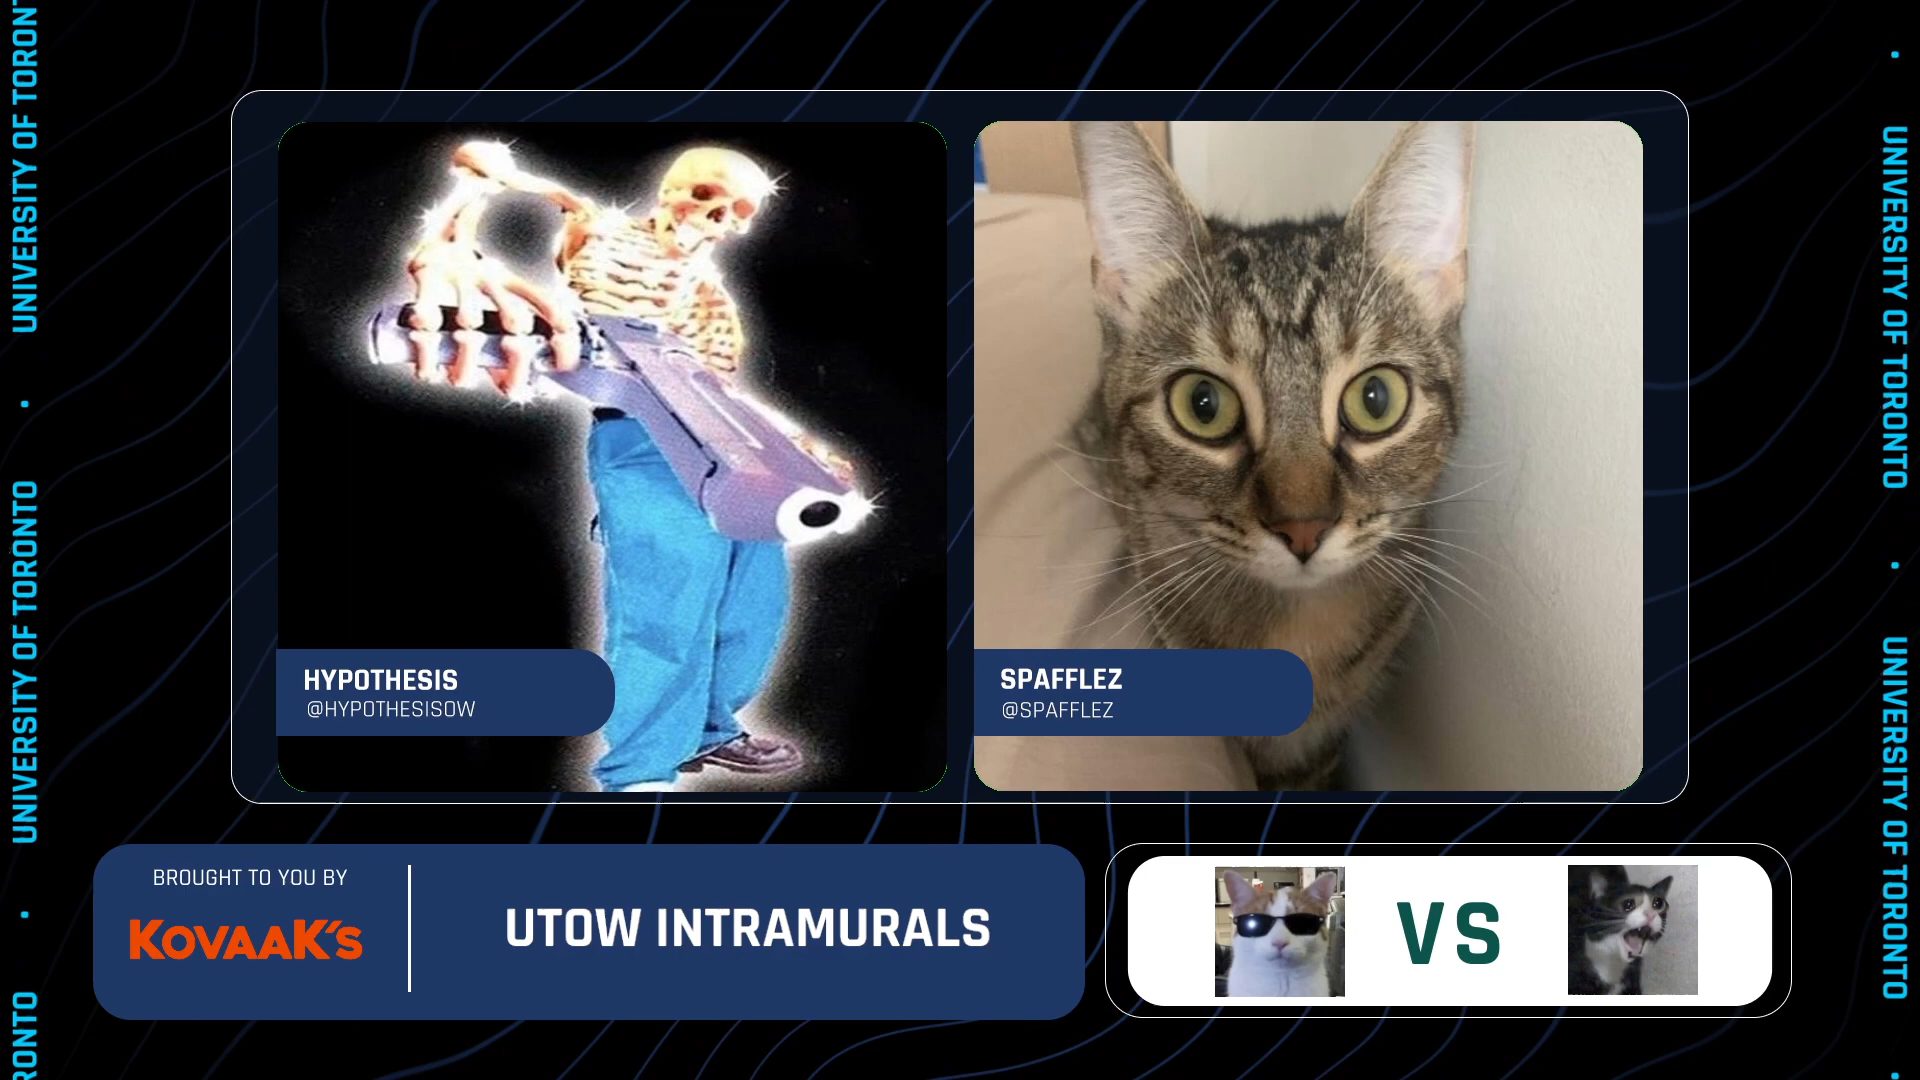 UNIVERSITY OF TORONTO
UNIVERSITY OF TORONTO
RONTO
HYPOTHESIS
@HYPOTHESISOW
SPAFFLEZ
@SPAFFLEZ
BROUGHT TO YOU BY
KOVAAK'S
UTOW INTRAMURALS
VS
UNIVERSITY OF TORONTO
UNIVERSITY OF TORONTO